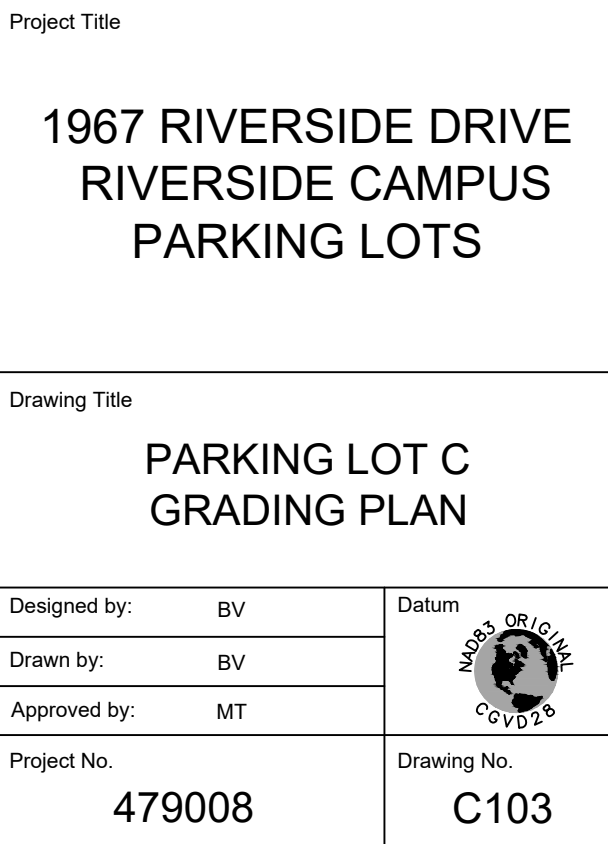 Project Title
1967 RIVERSIDE DRIVE
RIVERSIDE CAMPUS
PARKING LOTS
Drawing Title
PARKING LOT C
GRADING PLAN
Designed by: BV
Drawn by: BV
Approved by: MT
Datum
NAD83 ORIGINAL
CGVD28
Project No.
479008
Drawing No.
C103